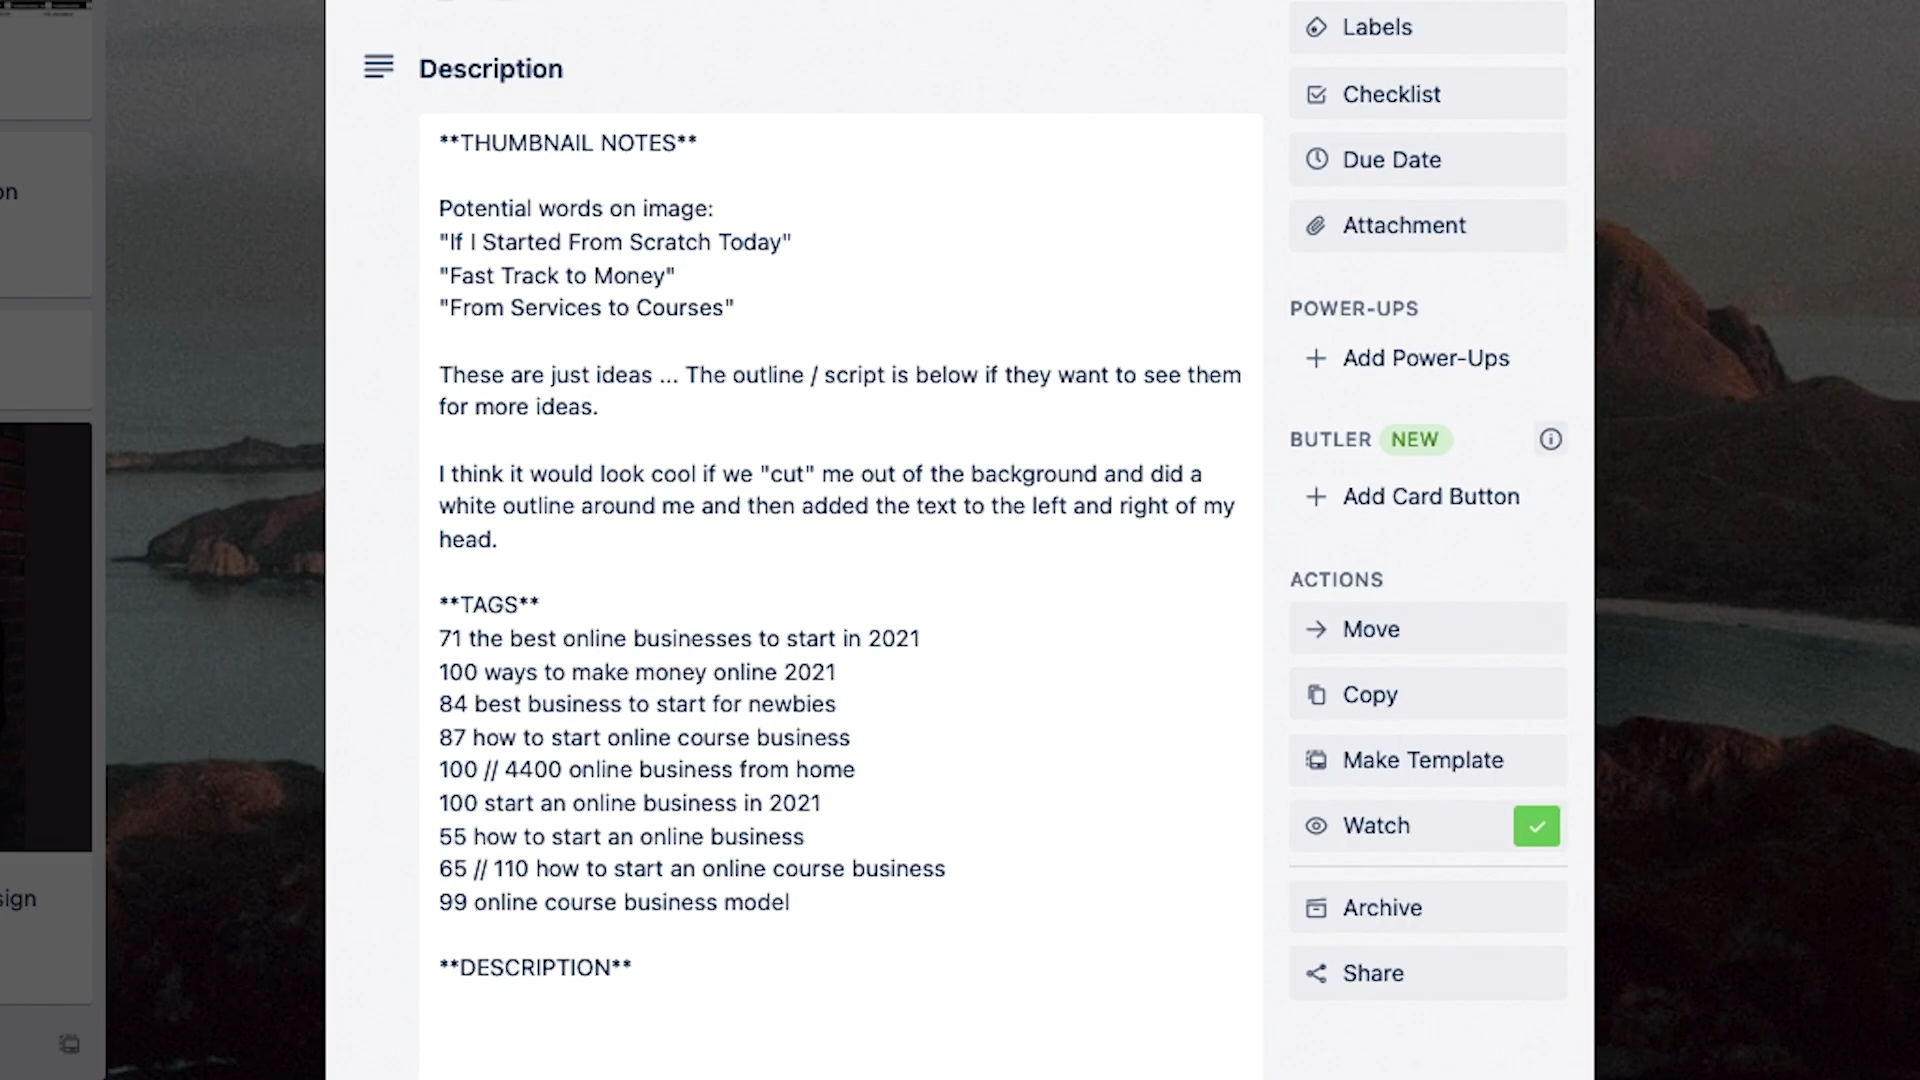 Description
**THUMBNAIL NOTES**
Potential words on image:
"If I Started From Scratch Today"
"Fast Track to Money"
"From Services to Courses"
These are just ideas ... The outline / script is below if they want to see them
for more ideas.
I think it would look cool if we "cut" me out of the background and did a
white outline around me and then added the text to the left and right of my
head.
**TAGS**
71 the best online businesses to start in 2021
100 ways to make money online 2021
84 best business to start for newbies
87 how to start online course business
100 // 4400 online business from home
100 start an online business in 2021
55 how to start an online business
65 // 110 how to start an online course business
99 online course business model
**DESCRIPTION**
Labels
Checklist
Due Date
Attachment
POWER-UPS
+ Add Power-Ups
BUTLER NEW
+ Add Card Button
ACTIONS
Move
Copy
Make Template
Watch
Archive
Share
on
sign